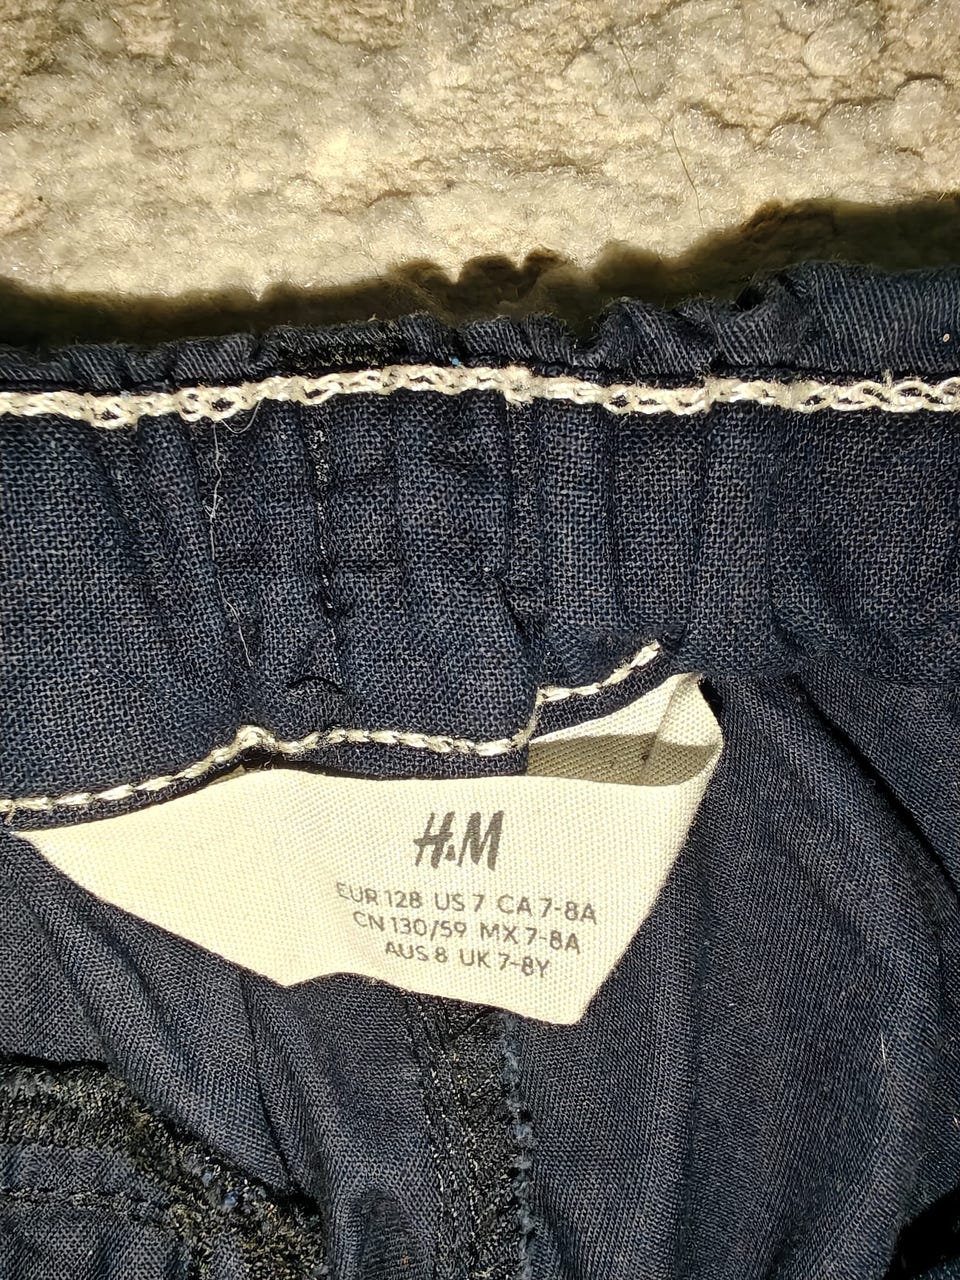 H&M
EUR 128 US 7 CA 7-8A
CN 130/59 MX 7-8A
AUS 8 UK 7-8Y